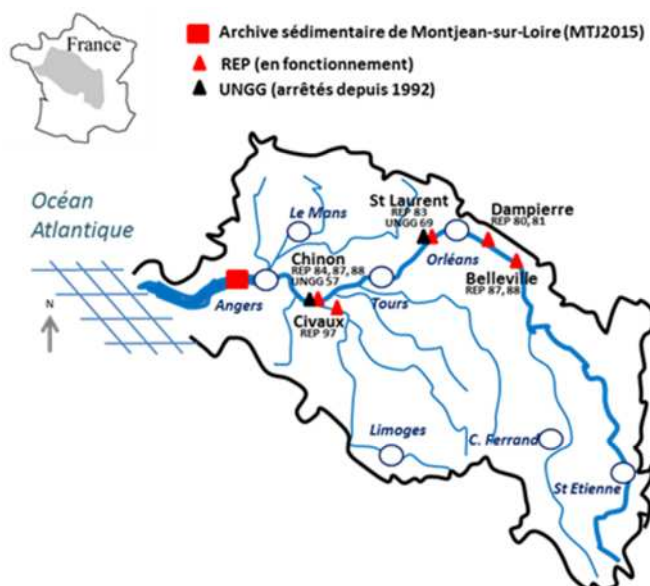 France
Archive sédimentaire de Montjean-sur-Loire (MTJ2015)
REP (en fonctionnement)
UNGG (arrêtés depuis 1992)
Océan
Atlantique
N
Le Mans
St Laurent
REP 83
UNGG 69
Dampierre
REP 80, 81
Orléans
Chinon
REP 84, 87, 88
UNGG 57
Belleville
REP 87, 88
Angers
Tours
Civaux
REP 97
Limoges
C. Ferrand
St Etienne